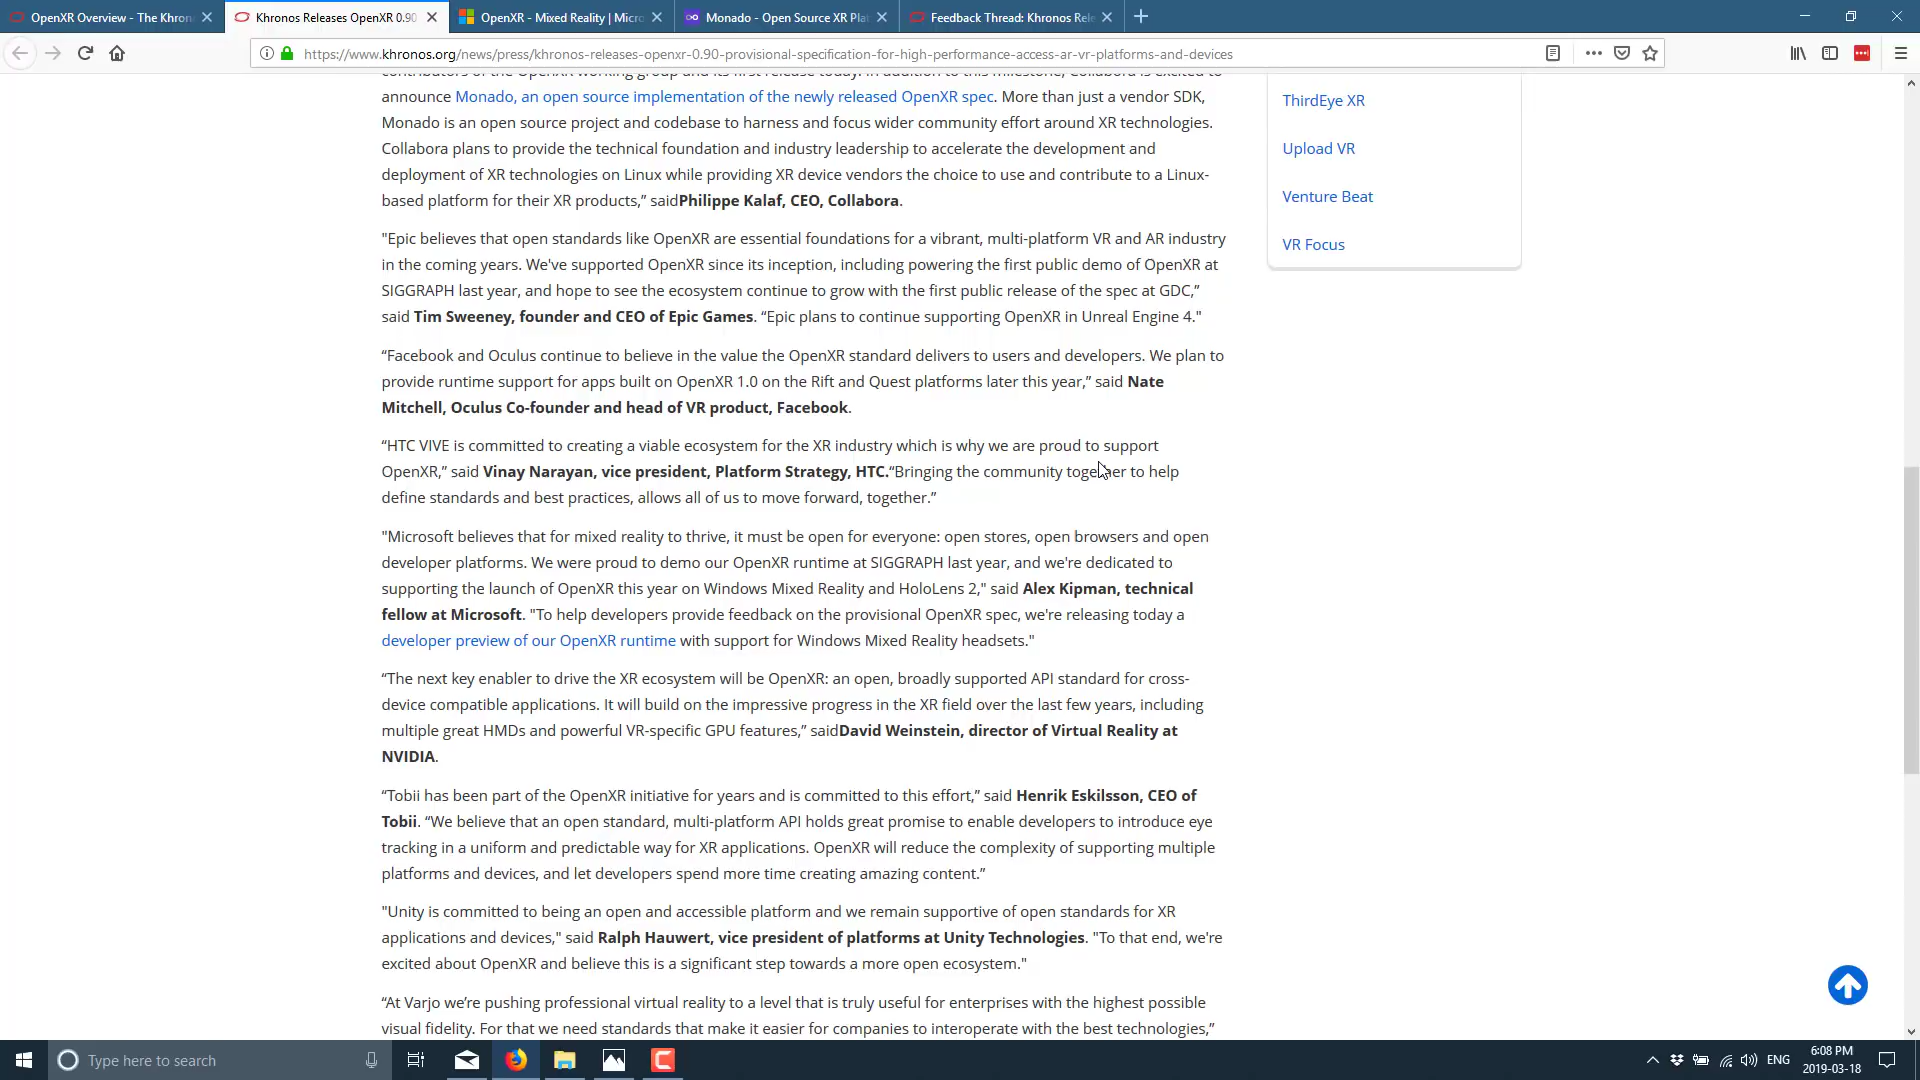 OpenXR Overview - The Khron
Khronos Releases OpenXR 0.90
OpenXR - Mixed Reality | Micro
Monado - Open Source XR Pla
Feedback Thread: Khronos Rele
https://www.khronos.org/news/press/khronos-releases-openxr-0.90-provisional-specification-for-high-performance-access-ar-vr-platforms-and-devices
contributors of the OpenXR working group and its first release today. In addition to this milestone, Collabora is excited to
announce Monado, an open source implementation of the newly released OpenXR spec. More than just a vendor SDK,
Monado is an open source project and codebase to harness and focus wider community effort around XR technologies.
Collabora plans to provide the technical foundation and industry leadership to accelerate the development and
deployment of XR technologies on Linux while providing XR device vendors the choice to use and contribute to a Linux-
based platform for their XR products,” saidPhilippe Kalaf, CEO, Collabora.
"Epic believes that open standards like OpenXR are essential foundations for a vibrant, multi-platform VR and AR industry
in the coming years. We've supported OpenXR since its inception, including powering the first public demo of OpenXR at
SIGGRAPH last year, and hope to see the ecosystem continue to grow with the first public release of the spec at GDC,”
said Tim Sweeney, founder and CEO of Epic Games. “Epic plans to continue supporting OpenXR in Unreal Engine 4."
“Facebook and Oculus continue to believe in the value the OpenXR standard delivers to users and developers. We plan to
provide runtime support for apps built on OpenXR 1.0 on the Rift and Quest platforms later this year,” said Nate
Mitchell, Oculus Co-founder and head of VR product, Facebook.
“HTC VIVE is committed to creating a viable ecosystem for the XR industry which is why we are proud to support
OpenXR,” said Vinay Narayan, vice president, Platform Strategy, HTC.“Bringing the community together to help
define standards and best practices, allows all of us to move forward, together.”
"Microsoft believes that for mixed reality to thrive, it must be open for everyone: open stores, open browsers and open
developer platforms. We were proud to demo our OpenXR runtime at SIGGRAPH last year, and we're dedicated to
supporting the launch of OpenXR this year on Windows Mixed Reality and HoloLens 2," said Alex Kipman, technical
fellow at Microsoft. "To help developers provide feedback on the provisional OpenXR spec, we're releasing today a
developer preview of our OpenXR runtime with support for Windows Mixed Reality headsets."
“The next key enabler to drive the XR ecosystem will be OpenXR: an open, broadly supported API standard for cross-
device compatible applications. It will build on the impressive progress in the XR field over the last few years, including
multiple great HMDs and powerful VR-specific GPU features,” saidDavid Weinstein, director of Virtual Reality at
NVIDIA.
“Tobii has been part of the OpenXR initiative for years and is committed to this effort,” said Henrik Eskilsson, CEO of
Tobii. “We believe that an open standard, multi-platform API holds great promise to enable developers to introduce eye
tracking in a uniform and predictable way for XR applications. OpenXR will reduce the complexity of supporting multiple
platforms and devices, and let developers spend more time creating amazing content.”
"Unity is committed to being an open and accessible platform and we remain supportive of open standards for XR
applications and devices," said Ralph Hauwert, vice president of platforms at Unity Technologies. "To that end, we're
excited about OpenXR and believe this is a significant step towards a more open ecosystem."
“At Varjo we’re pushing professional virtual reality to a level that is truly useful for enterprises with the highest possible
visual fidelity. For that we need standards that make it easier for companies to interoperate with the best technologies,”
ThirdEye XR
Upload VR
Venture Beat
VR Focus
Type here to search
ENG
6:08 PM
2019-03-18